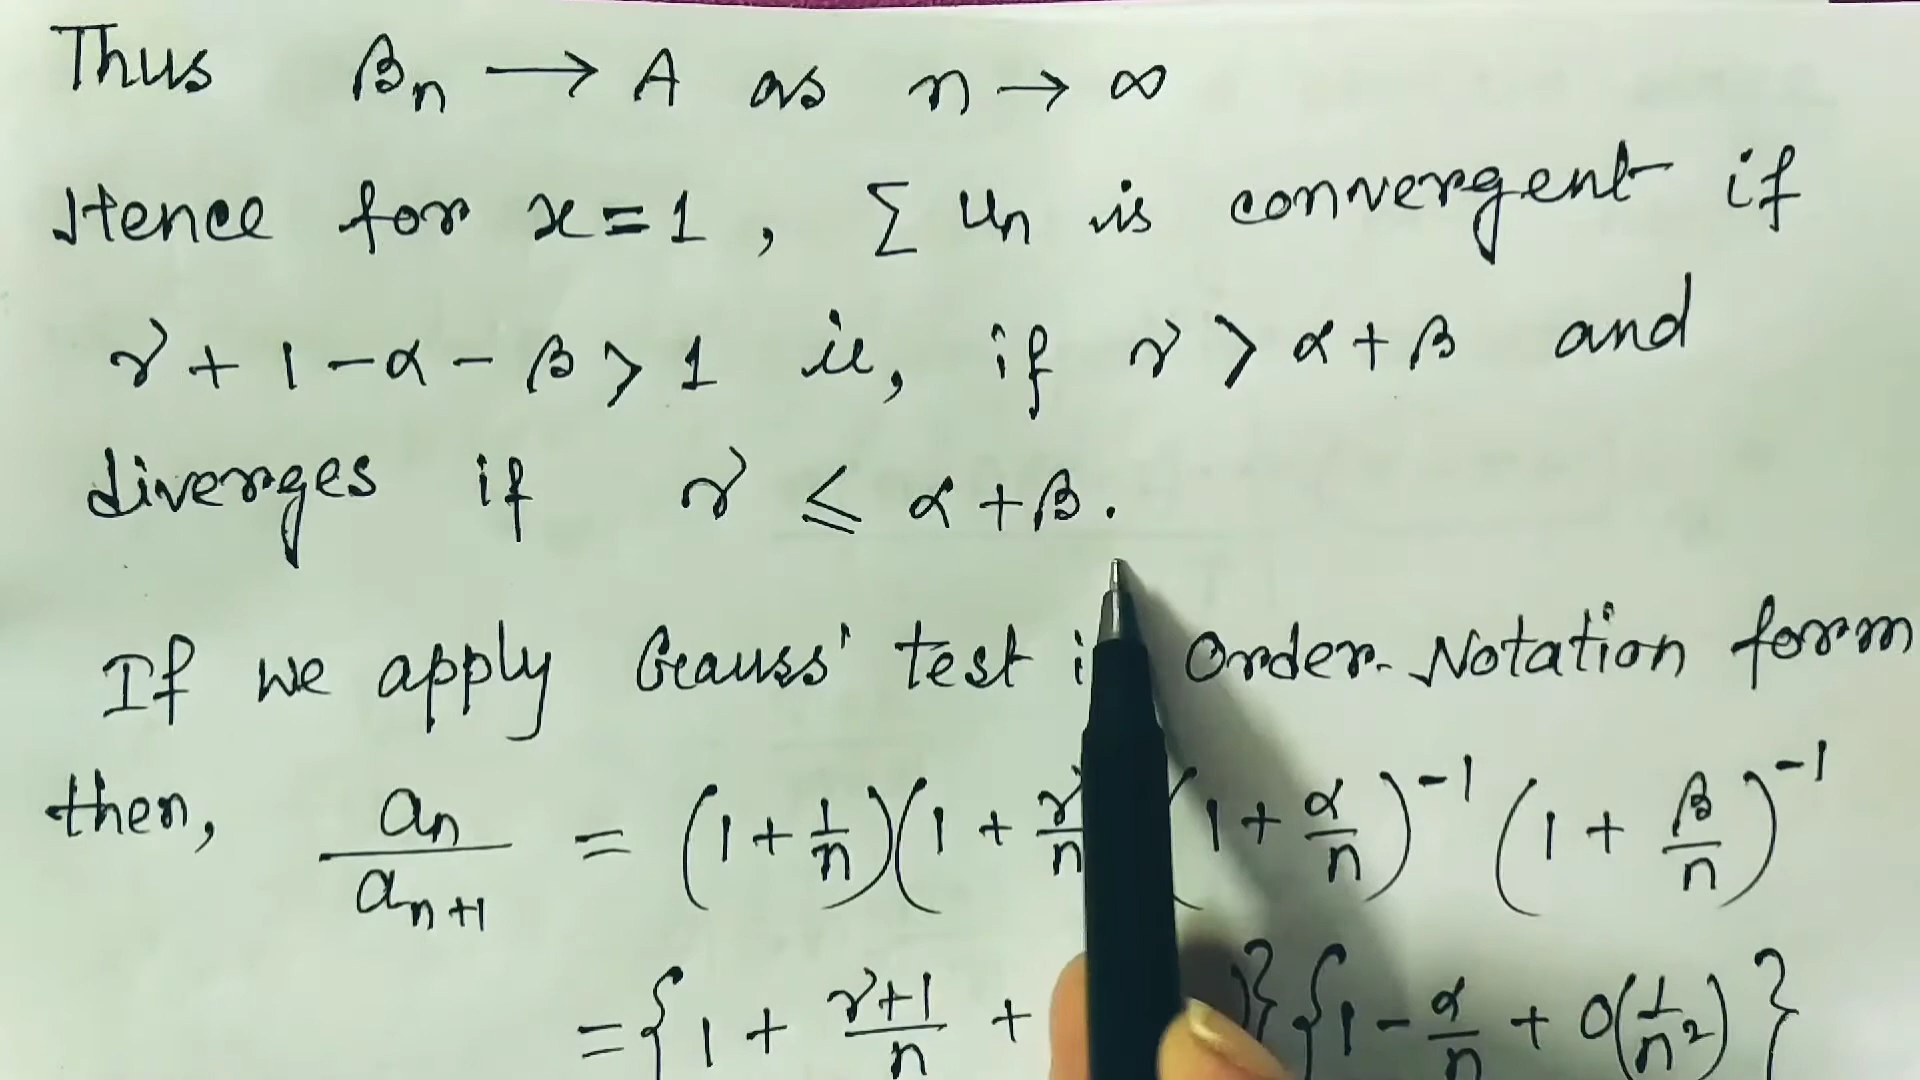 Thus βn → A as n → ∞
Hence for x=1, Σ un is convergent if
γ + 1 - α - β > 1 ie, if γ > α + β and
diverges if γ ≤ α + β.
If we apply Gauss' test Order-Notation form
then, an/an+1 = (1 + 1/n)(1 + γ/n (1 + α/n)^-1 (1 + β/n)^-1
= {1 + γ+1/n + }{1 - α/n + O(1/n²)}